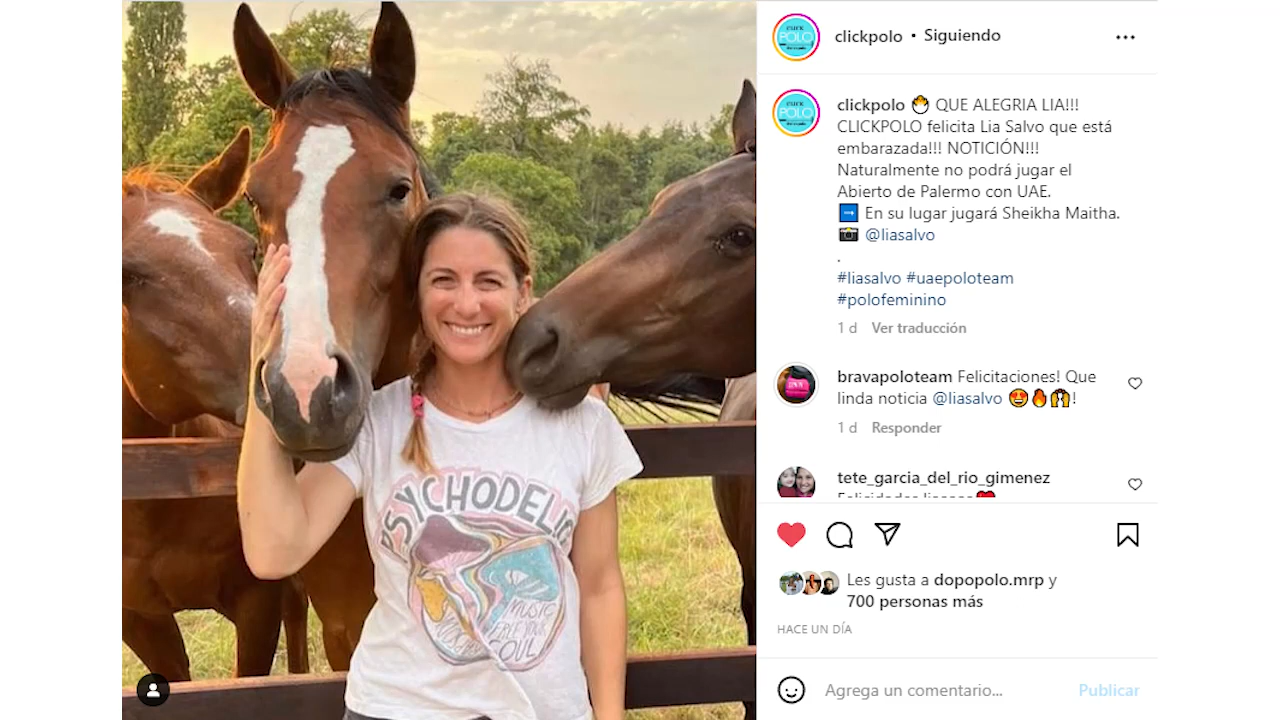 clickpolo • Siguiendo
clickpolo QUE ALEGRIA LIA!!!
CLICKPOLO felicita Lia Salvo que está
embarazada!!! NOTICIÓN!!!
Naturalmente no podrá jugar el
Abierto de Palermo con UAE.
En su lugar jugará Sheikha Maitha.
@liasalvo
.
#liasalvo #uaepoloteam
#polofeminino
1 d Ver traducción
bravapoloteam Felicitaciones! Que
linda noticia @liasalvo !
1 d Responder
tete_garcia_del_rio_gimenez
Les gusta a dopopolo.mrp y
700 personas más
HACE UN DÍA
Agrega un comentario... Publicar
PSYCHODELIC
MUSIC
FREE YOUR
SOUL
CLICK
POLO